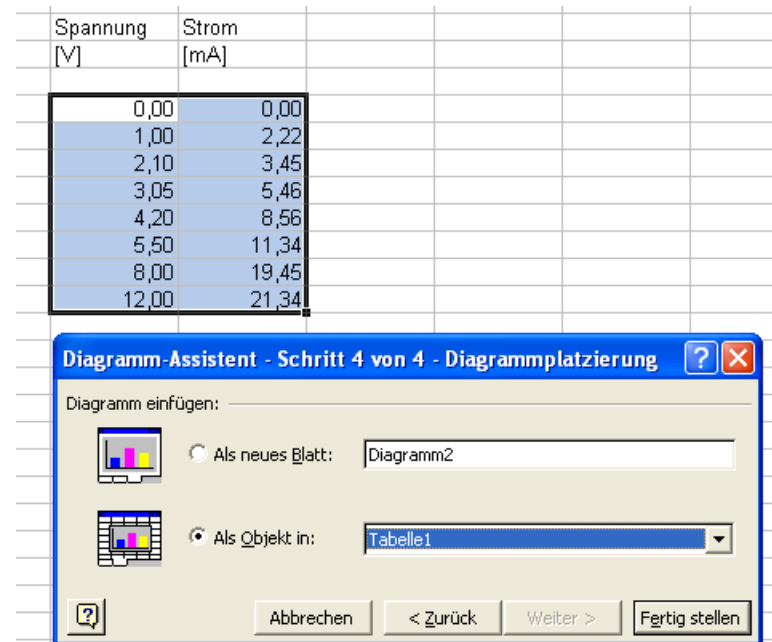 Spannung Strom
[V] [mA]
0,00 0,00
1,00 2,22
2,10 3,45
3,05 5,46
4,20 8,56
5,50 11,34
8,00 19,45
12,00 21,34
Diagramm-Assistent - Schritt 4 von 4 - Diagrammplatzierung ? X
Diagramm einfügen:
Als neues Blatt: Diagramm2
Als Objekt in: Tabelle1
? Abbrechen < Zurück Weiter > Fertig stellen